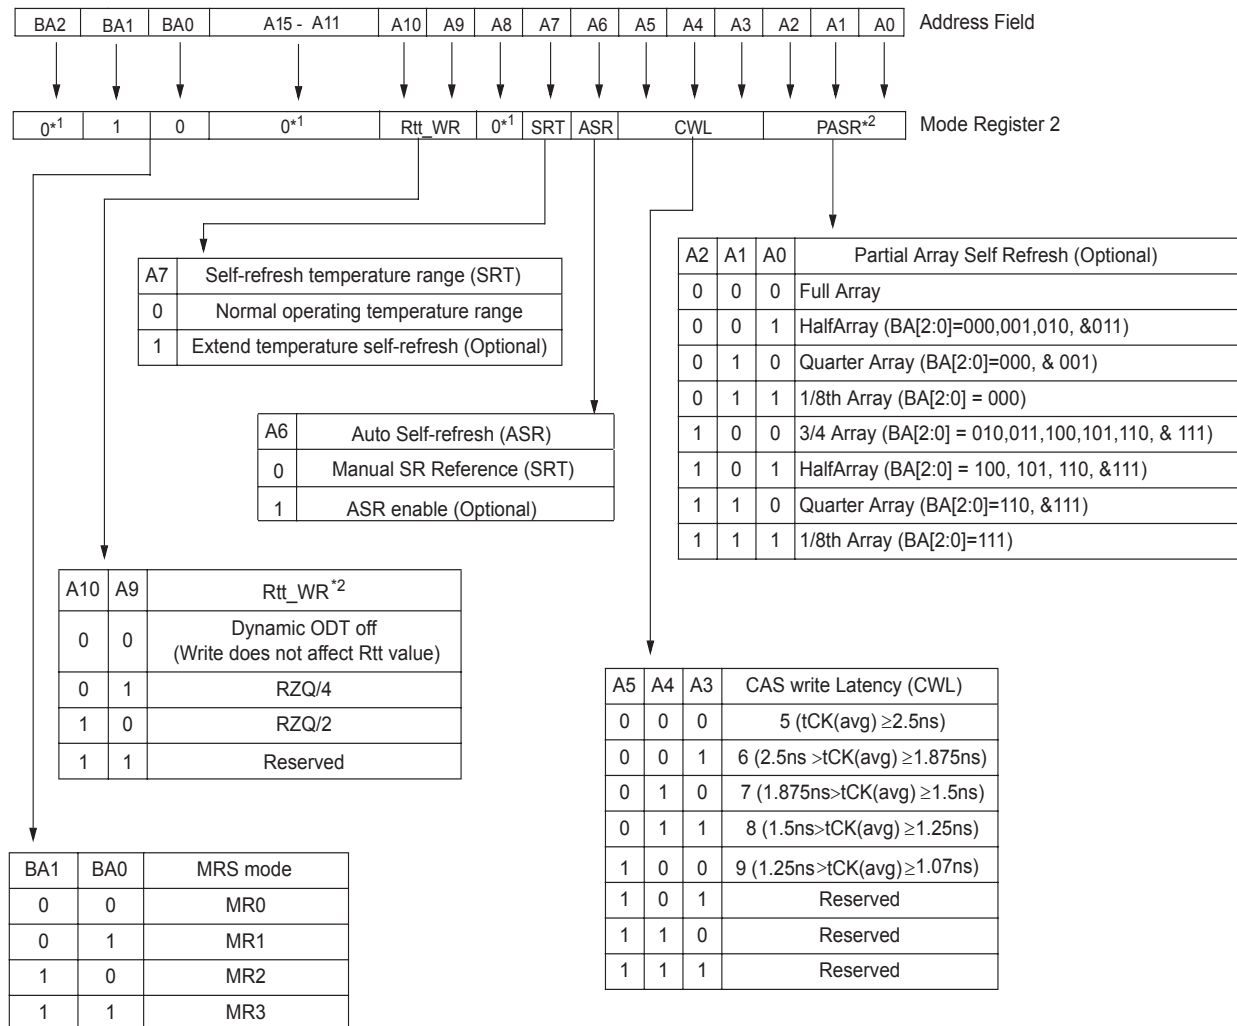 BA2 BA1 BA0 A15 - A11 A10 A9 A8 A7 A6 A5 A4 A3 A2 A1 A0 Address Field
0*1 1 0 0*1 Rtt_WR 0*1 SRT ASR CWL PASR*2 Mode Register 2
A7 Self-refresh temperature range (SRT)
0 Normal operating temperature range
1 Extend temperature self-refresh (Optional)
A2 A1 A0 Partial Array Self Refresh (Optional)
0 0 0 Full Array
0 0 1 HalfArray (BA[2:0]=000,001,010, &011)
0 1 0 Quarter Array (BA[2:0]=000, & 001)
0 1 1 1/8th Array (BA[2:0] = 000)
1 0 0 3/4 Array (BA[2:0] = 010,011,100,101,110, & 111)
1 0 1 HalfArray (BA[2:0] = 100, 101, 110, &111)
1 1 0 Quarter Array (BA[2:0]=110, &111)
1 1 1 1/8th Array (BA[2:0]=111)
A6 Auto Self-refresh (ASR)
0 Manual SR Reference (SRT)
1 ASR enable (Optional)
A10 A9 Rtt_WR*2
0 0 Dynamic ODT off
(Write does not affect Rtt value)
0 1 RZQ/4
1 0 RZQ/2
1 1 Reserved
A5 A4 A3 CAS write Latency (CWL)
0 0 0 5 (tCK(avg) ≥2.5ns)
0 0 1 6 (2.5ns >tCK(avg) ≥1.875ns)
0 1 0 7 (1.875ns>tCK(avg) ≥1.5ns)
0 1 1 8 (1.5ns>tCK(avg) ≥1.25ns)
1 0 0 9 (1.25ns>tCK(avg) ≥1.07ns)
1 0 1 Reserved
1 1 0 Reserved
1 1 1 Reserved
BA1 BA0 MRS mode
0 0 MR0
0 1 MR1
1 0 MR2
1 1 MR3